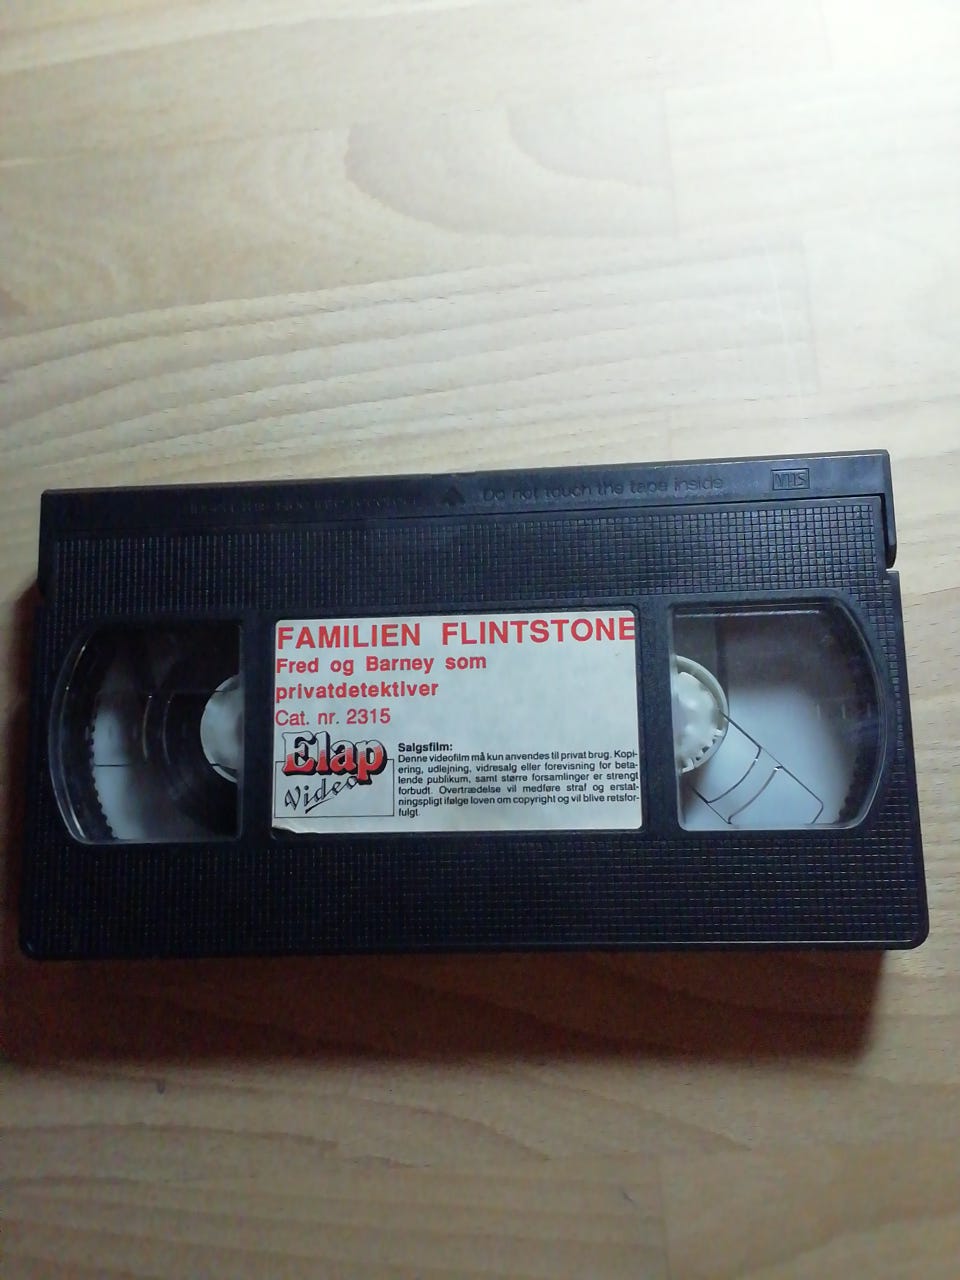 Do not touch the tape inside
VHS
FAMILIEN FLINTSTONE
Fred og Barney som
privatdetektiver
Cat. nr. 2315
Elap
Video
Salgsfilm:
Denne videofilm må kun anvendes til privat brug. Kopi-
ering, udlejning, vidresalg eller forevisning for beta-
lende publikum, samt større forsamlinger er strengt
forbudt. Overtrædelse vil medføre straf og erstat-
ningspligt ifølge loven om copyright og vil blive retsfor-
fulgt.